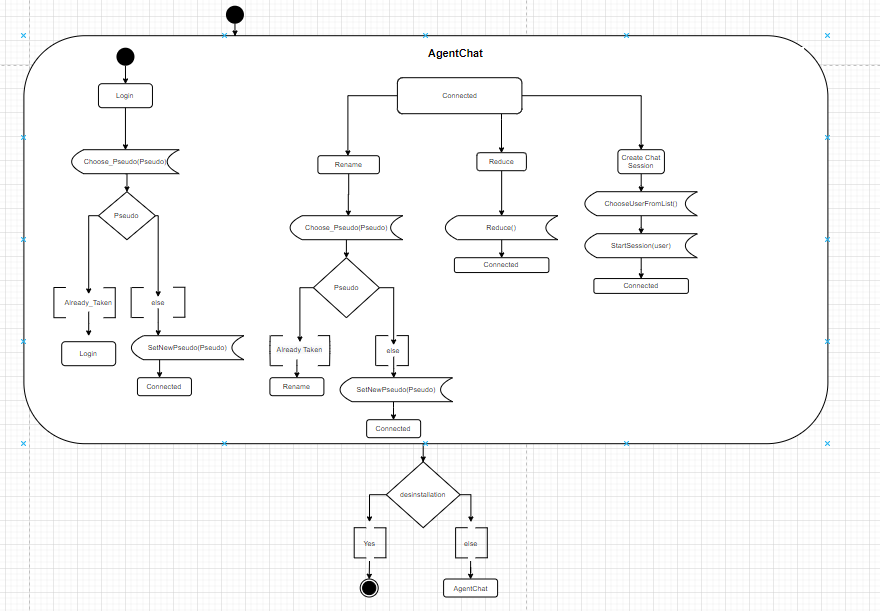 AgentChat
Login
Choose_Pseudo(Pseudo)
Pseudo
Already_Taken
else
Login
SetNewPseudo(Pseudo)
Connected
Connected
Rename
Choose_Pseudo(Pseudo)
Pseudo
Already Taken
else
Rename
SetNewPseudo(Pseudo)
Connected
Reduce
Reduce()
Connected
Create Chat
Session
ChooseUserFromList()
StartSession(user)
Connected
desinstallation
Yes
else
AgentChat